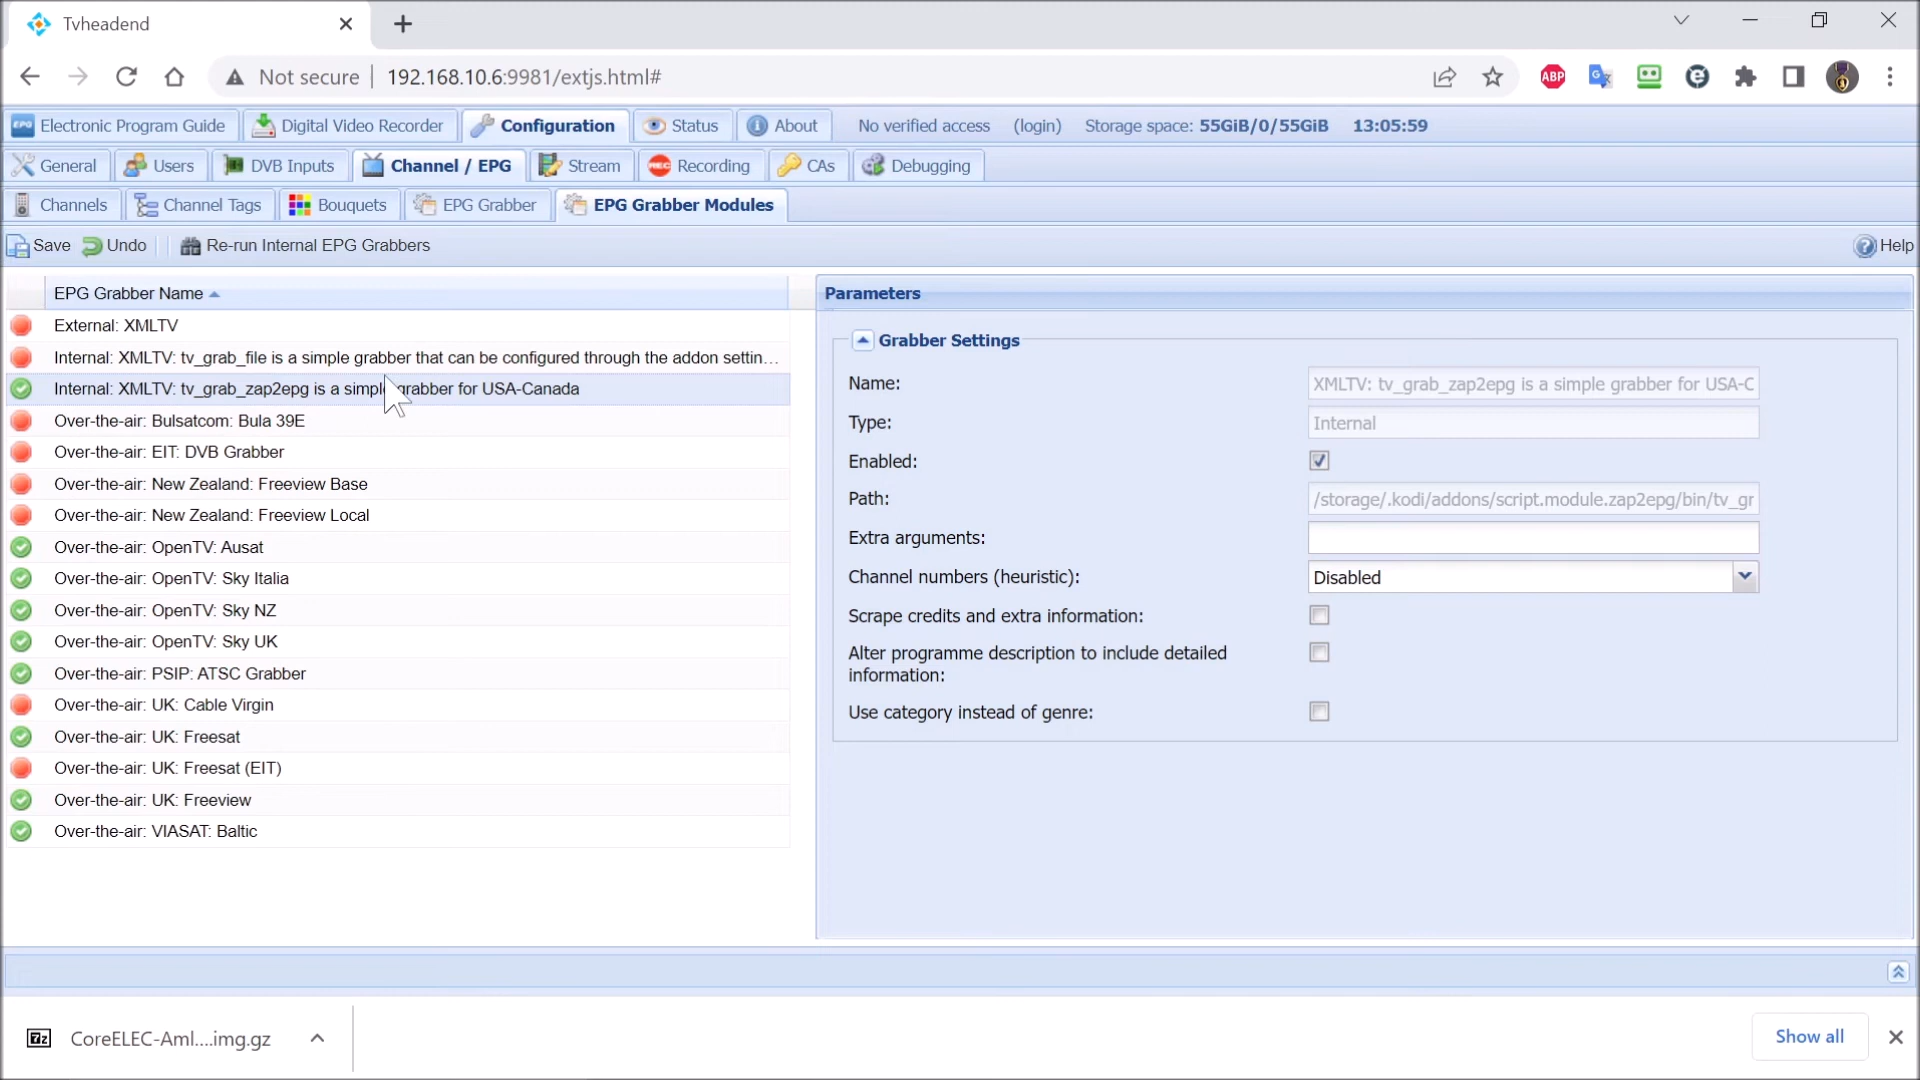 Tvheadend
Not secure 192.168.10.6:9981/extjs.html#
ABP
EPG Electronic Program Guide Digital Video Recorder Configuration Status About No verified access (login) Storage space: 55GiB/0/55GiB 13:05:59
General Users DVB Inputs Channel / EPG Stream REC Recording CAs Debugging
Channels Channel Tags Bouquets EPG Grabber EPG Grabber Modules
Save Undo Re-run Internal EPG Grabbers Help
EPG Grabber Name
External: XMLTV
Internal: XMLTV: tv_grab_file is a simple grabber that can be configured through the addon settin...
Internal: XMLTV: tv_grab_zap2epg is a simple grabber for USA-Canada
Over-the-air: Bulsatcom: Bula 39E
Over-the-air: EIT: DVB Grabber
Over-the-air: New Zealand: Freeview Base
Over-the-air: New Zealand: Freeview Local
Over-the-air: OpenTV: Ausat
Over-the-air: OpenTV: Sky Italia
Over-the-air: OpenTV: Sky NZ
Over-the-air: OpenTV: Sky UK
Over-the-air: PSIP: ATSC Grabber
Over-the-air: UK: Cable Virgin
Over-the-air: UK: Freesat
Over-the-air: UK: Freesat (EIT)
Over-the-air: UK: Freeview
Over-the-air: VIASAT: Baltic
Parameters
Grabber Settings
Name: XMLTV: tv_grab_zap2epg is a simple grabber for USA-C
Type: Internal
Enabled:
Path: /storage/.kodi/addons/script.module.zap2epg/bin/tv_gr
Extra arguments:
Channel numbers (heuristic): Disabled
Scrape credits and extra information:
Alter programme description to include detailed
information:
Use category instead of genre:
7z CoreELEC-Aml....img.gz Show all